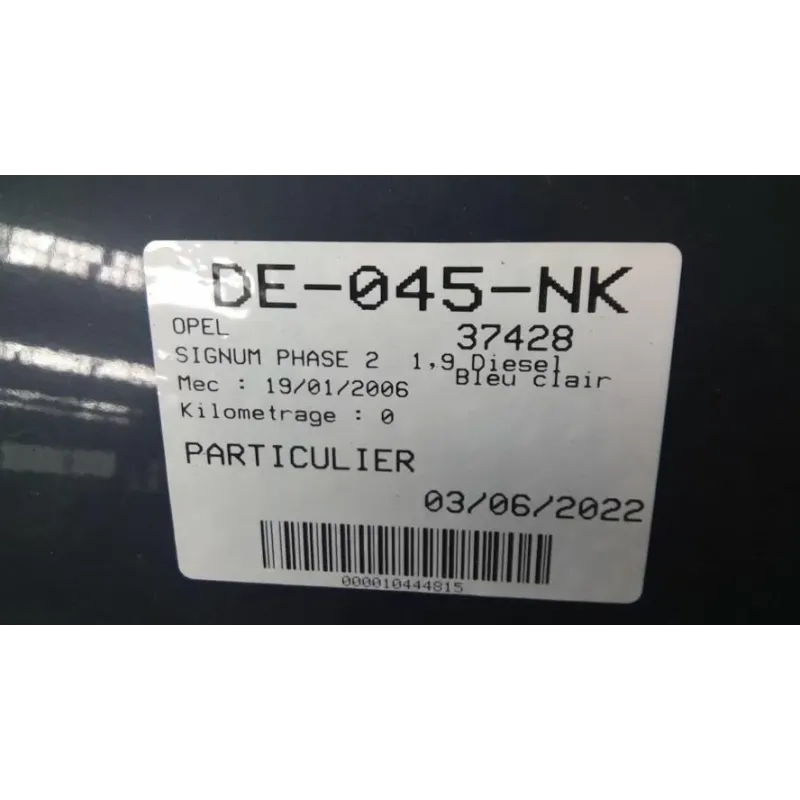 DE-045-NK
OPEL 37428
SIGNUM PHASE 2 1,9 Diesel
Bleu clair
Mec : 19/01/2006
Kilometrage : 0
PARTICULIER
03/06/2022
000010444815